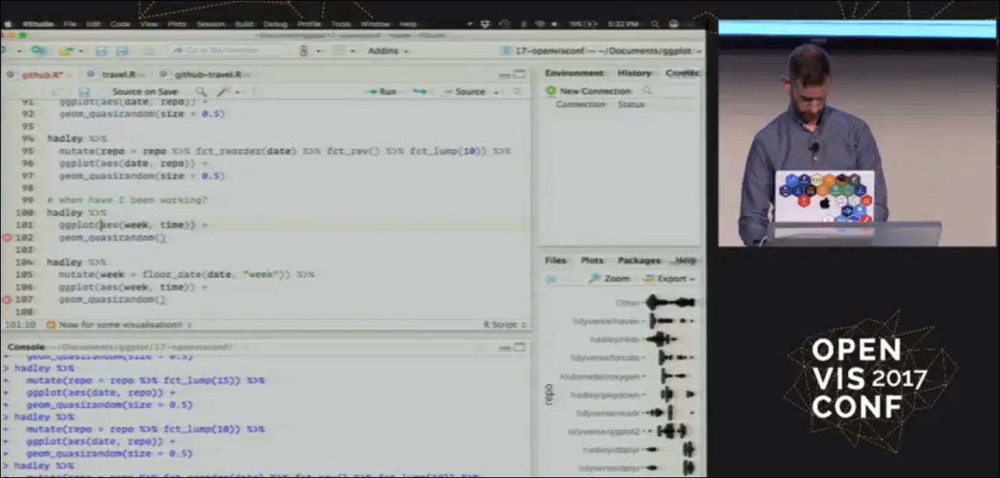 RStudio File Edit Code View Plots Session Build Debug Profile Tools Window Help 5:32 PM
Go to file/function Addins 17-openvisconf — ~/Documents/ggplot
github.R* travel.R github-travel.R
Source on Save Run Source
91 ggplot(aes(date, repo)) +
92 geom_quasirandom(size = 0.5)
93
94 hadley %>%
95 mutate(repo = repo %>% fct_reorder(date) %>% fct_rev() %>% fct_lump(10)) %>%
96 ggplot(aes(date, repo)) +
97 geom_quasirandom(size = 0.5)
98
99 # When have I been working?
100 hadley %>%
101 ggplot(aes(week, time)) +
102 geom_quasirandom()
103
104 hadley %>%
105 mutate(week = floor_date(date, "week")) %>%
106 ggplot(aes(week, time)) +
107 geom_quasirandom()
108
101:10 Now for some visualisation!! R Script
Console ~/Documents/ggplot/17-openvisconf/
+ geom_quasirandom(size = 0.5)
> hadley %>%
+ mutate(repo = repo %>% fct_lump(15)) %>%
+ ggplot(aes(date, repo)) +
+ geom_quasirandom(size = 0.5)
> hadley %>%
+ mutate(repo = repo %>% fct_lump(10)) %>%
+ ggplot(aes(date, repo)) +
+ geom_quasirandom(size = 0.5)
> hadley %>%
+ mutate(repo = repo %>% fct_reorder(date) %>% fct_rev() %>% fct_lump(10)) %>%
Environment History Connec
New Connection
Connection Status
Files Plots Packages Help
Zoom Export
Other
tidyverse/haven
hadley/r4ds
tidyverse/forcats
klutometis/roxygen
hadley/pkgdown
tidyverse/readr
tidyverse/ggplot2
hadley/dbplyr
tidyverse/dplyr
repo
OPEN
VIS 2017
CONF